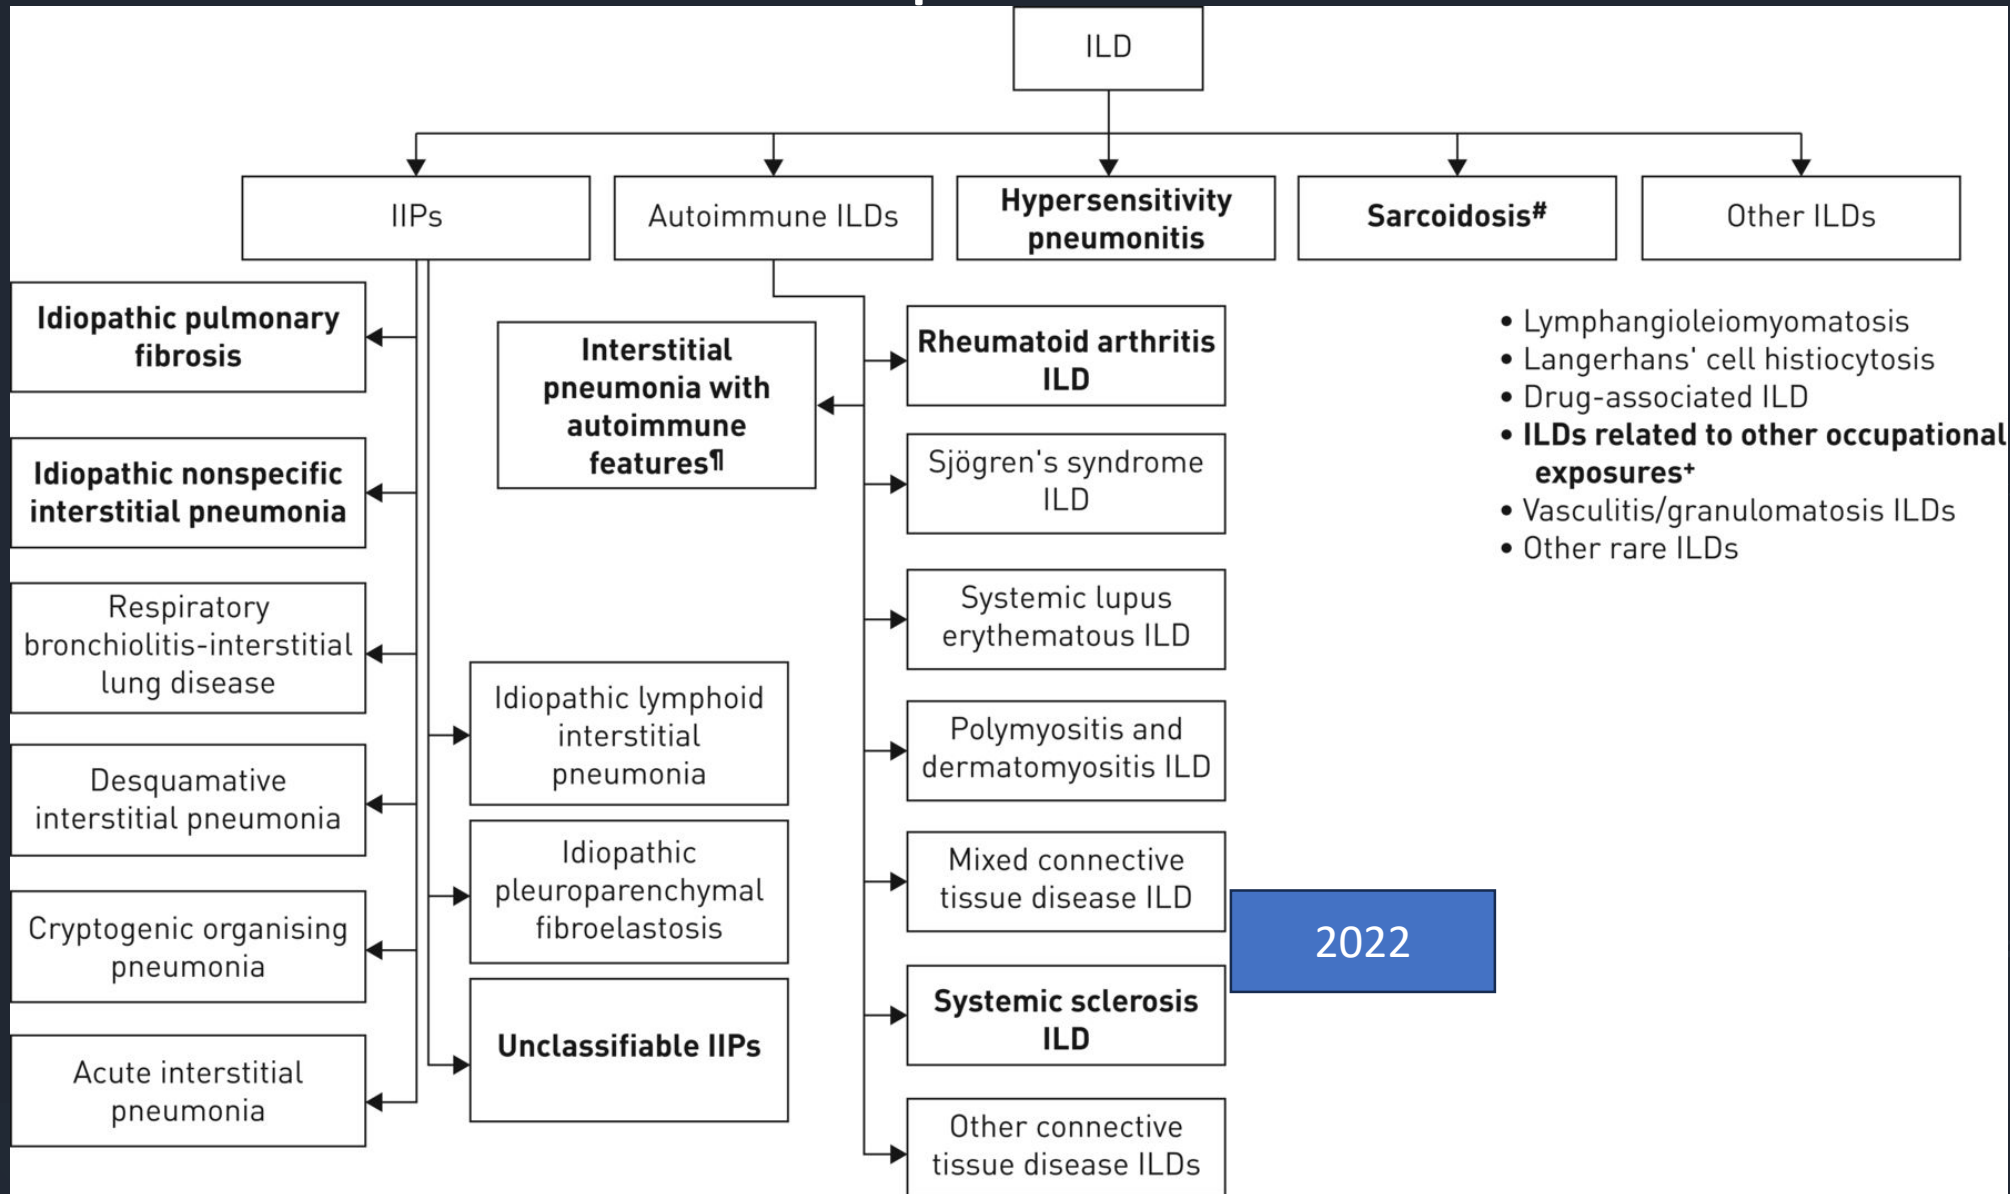 ILD
IIPs
Autoimmune ILDs
Hypersensitivity
pneumonitis
Sarcoidosis#
Other ILDs
Idiopathic pulmonary
fibrosis
Idiopathic nonspecific
interstitial pneumonia
Respiratory
bronchiolitis-interstitial
lung disease
Desquamative
interstitial pneumonia
Cryptogenic organising
pneumonia
Acute interstitial
pneumonia
Idiopathic lymphoid
interstitial
pneumonia
Idiopathic
pleuroparenchymal
fibroelastosis
Unclassifiable IIPs
Interstitial
pneumonia with
autoimmune
features¶
Rheumatoid arthritis
ILD
Sjögren's syndrome
ILD
Systemic lupus
erythematous ILD
Polymyositis and
dermatomyositis ILD
Mixed connective
tissue disease ILD
Systemic sclerosis
ILD
Other connective
tissue disease ILDs
• Lymphangioleiomyomatosis
• Langerhans' cell histiocytosis
• Drug-associated ILD
• ILDs related to other occupational
exposures+
• Vasculitis/granulomatosis ILDs
• Other rare ILDs
2022